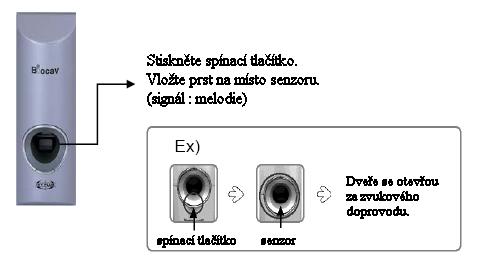 Stiskněte spínací tlačítko.
Vložte prst na místo senzoru.
(signál : melodie)
Ex)
Dveře se otevřou
za zvukového
doprovodu.
spínací tlačítko
senzor